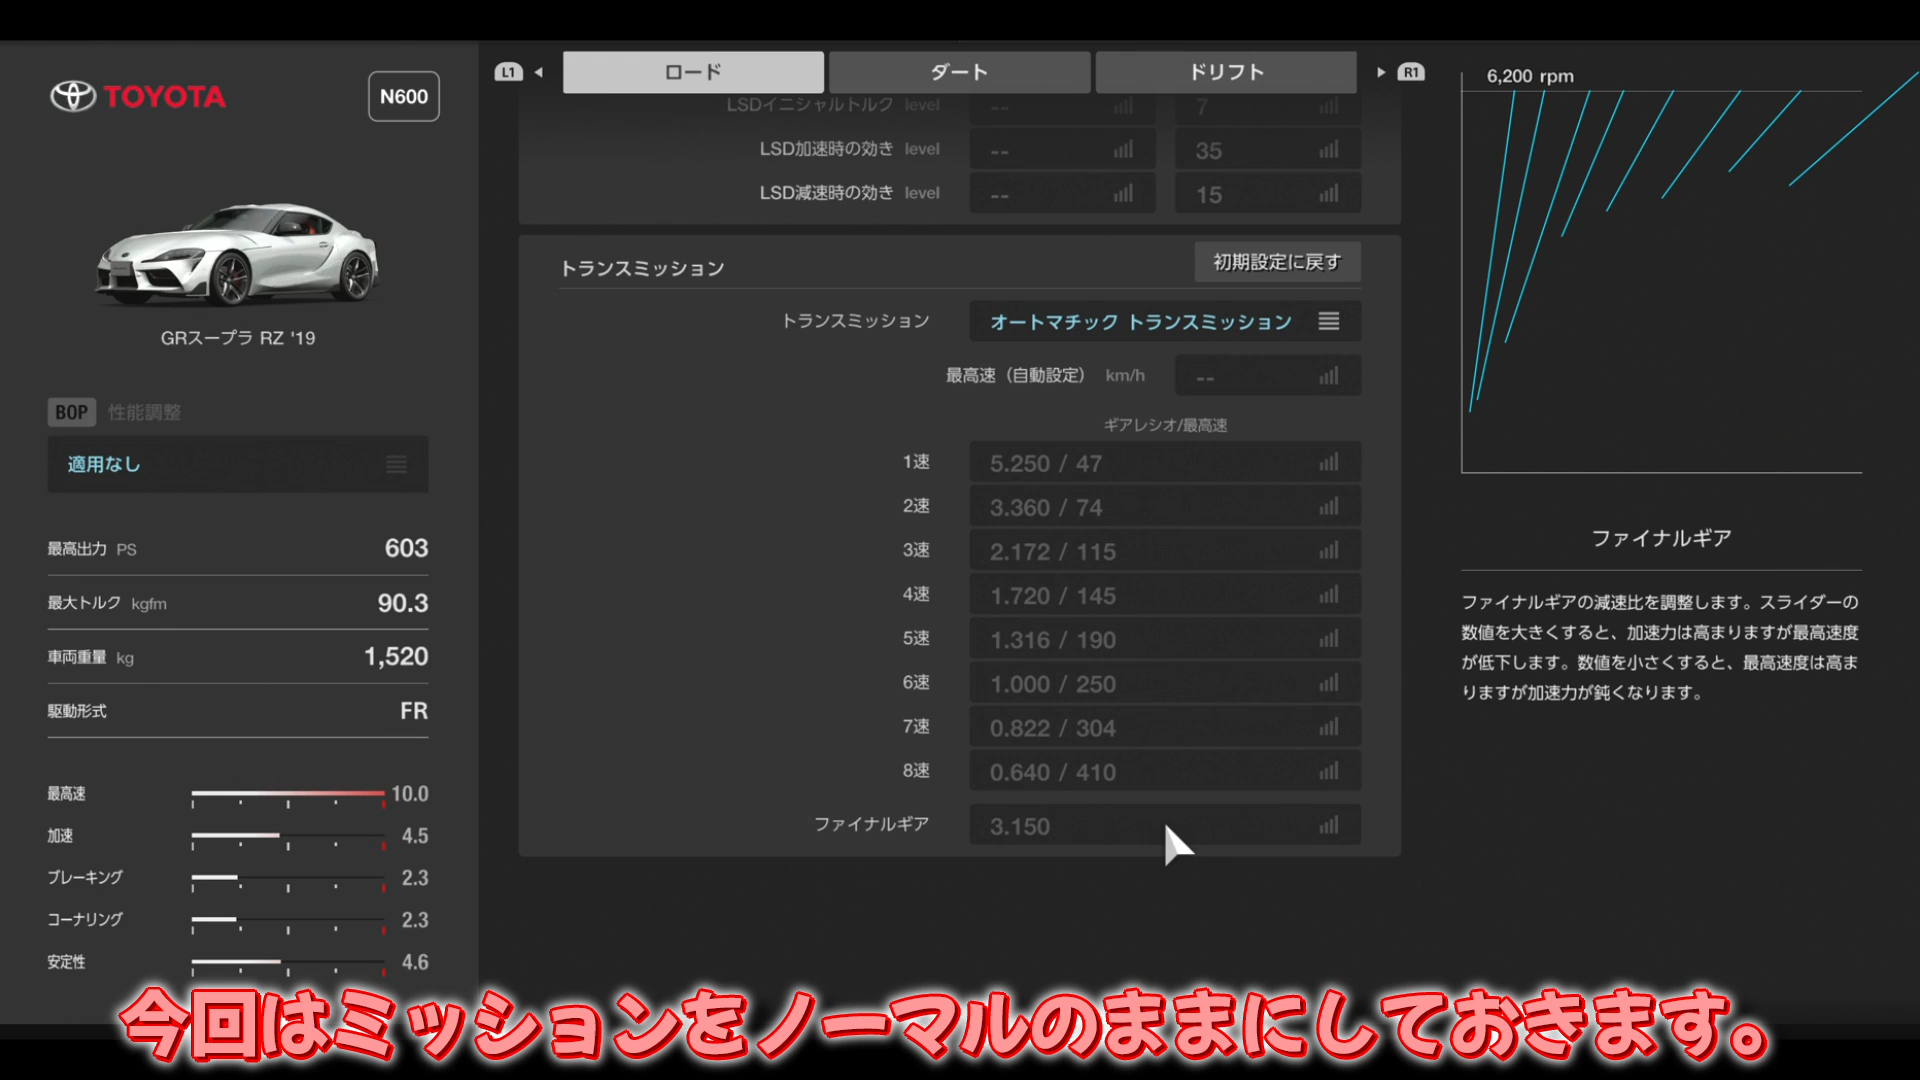 TOYOTA
N600
GRスープラ RZ '19
BOP 性能調整
適用なし
最高出力 PS 603
最大トルク kgfm 90.3
車両重量 kg 1,520
駆動形式 FR
最高速 10.0
加速 4.5
ブレーキング 2.3
コーナリング 2.3
安定性 4.6
L1 ロード ダート ドリフト R1
LSDイニシャルトルク level -- 7
LSD加速時の効き level -- 35
LSD減速時の効き level -- 15
トランスミッション 初期設定に戻す
トランスミッション オートマチック トランスミッション
最高速（自動設定） km/h --
ギアレシオ/最高速
1速 5.250 / 47
2速 3.360 / 74
3速 2.172 / 115
4速 1.720 / 145
5速 1.316 / 190
6速 1.000 / 250
7速 0.822 / 304
8速 0.640 / 410
ファイナルギア 3.150
6,200 rpm
ファイナルギア
ファイナルギアの減速比を調整します。スライダーの
数値を大きくすると、加速力は高まりますが最高速度
が低下します。数値を小さくすると、最高速度は高ま
りますが加速力が鈍くなります。
今回はミッションをノーマルのままにしておきます。